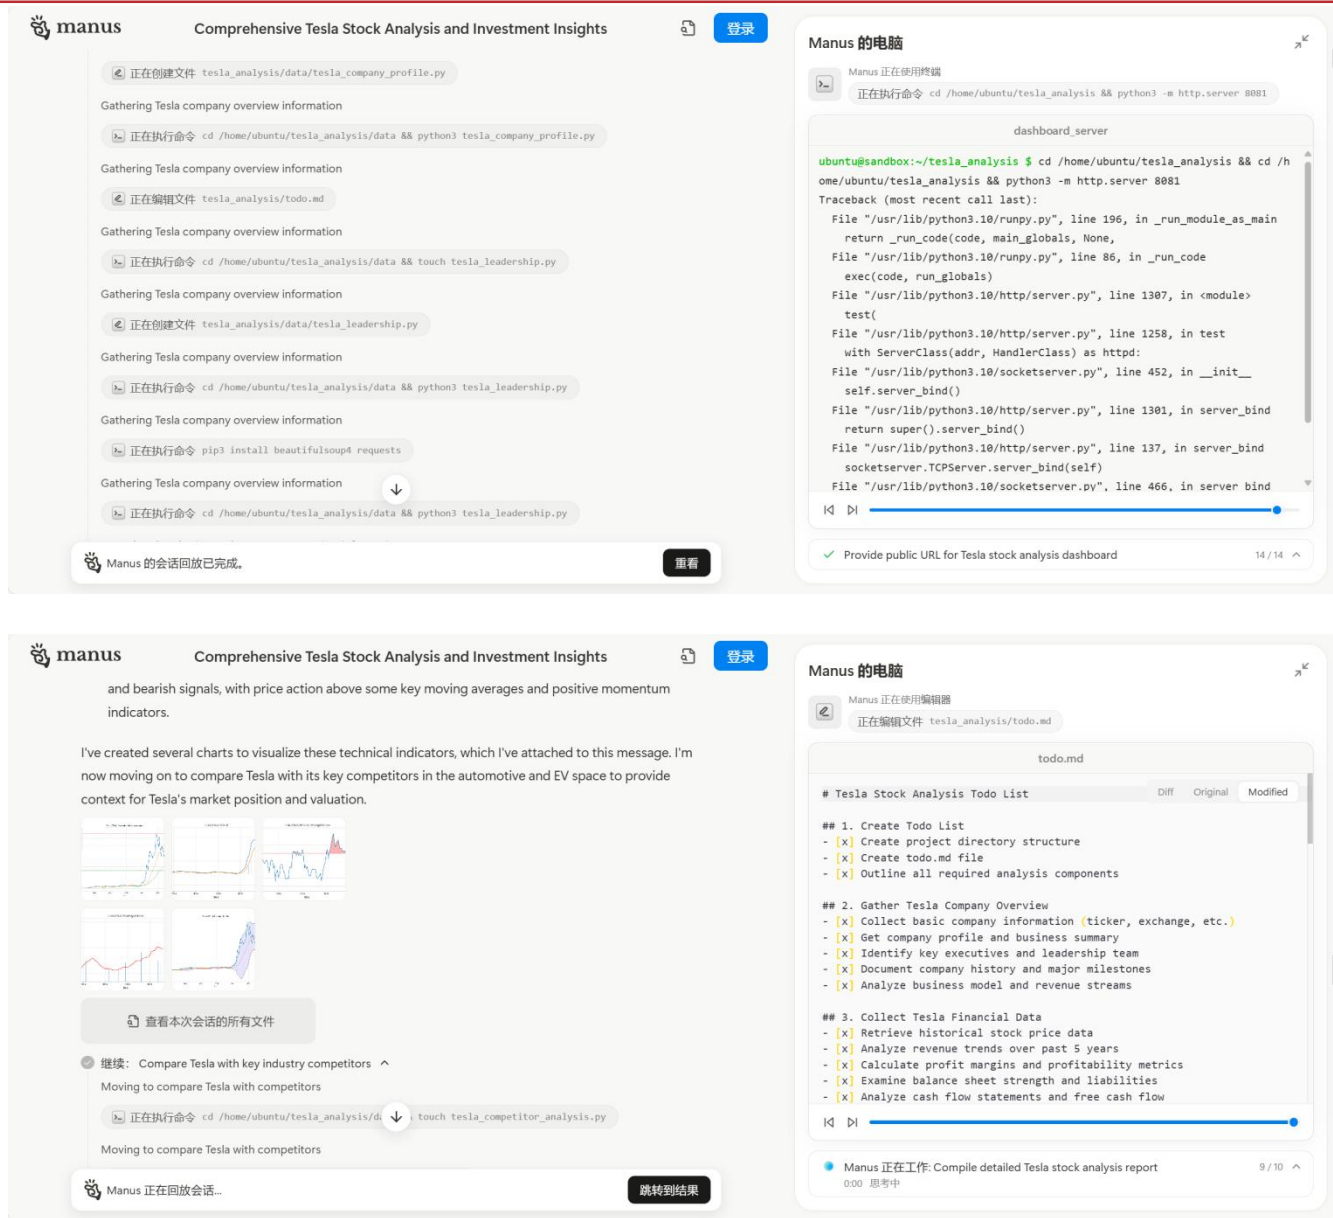 manus
Comprehensive Tesla Stock Analysis and Investment Insights
登录
正在创建文件 tesla_analysis/data/tesla_company_profile.py
Gathering Tesla company overview information
正在执行命令 cd /home/ubuntu/tesla_analysis/data && python3 tesla_company_profile.py
Gathering Tesla company overview information
正在编辑文件 tesla_analysis/todo.md
Gathering Tesla company overview information
正在执行命令 cd /home/ubuntu/tesla_analysis/data && touch tesla_leadership.py
Gathering Tesla company overview information
正在创建文件 tesla_analysis/data/tesla_leadership.py
Gathering Tesla company overview information
正在执行命令 cd /home/ubuntu/tesla_analysis/data && python3 tesla_leadership.py
Gathering Tesla company overview information
正在执行命令 pip3 install beautifulsoup4 requests
Gathering Tesla company overview information
正在执行命令 cd /home/ubuntu/tesla_analysis/data && python3 tesla_leadership.py
Manus 的会话回放已完成。
重看
Manus 的电脑
Manus 正在使用终端
正在执行命令 cd /home/ubuntu/tesla_analysis && python3 -m http.server 8081
dashboard_server
ubuntu@sandbox:~/tesla_analysis $ cd /home/ubuntu/tesla_analysis && cd /h
ome/ubuntu/tesla_analysis && python3 -m http.server 8081
Traceback (most recent call last):
File "/usr/lib/python3.10/runpy.py", line 196, in _run_module_as_main
return _run_code(code, main_globals, None,
File "/usr/lib/python3.10/runpy.py", line 86, in _run_code
exec(code, run_globals)
File "/usr/lib/python3.10/http/server.py", line 1307, in <module>
test(
File "/usr/lib/python3.10/http/server.py", line 1258, in test
with ServerClass(addr, HandlerClass) as httpd:
File "/usr/lib/python3.10/socketserver.py", line 452, in __init__
self.server_bind()
File "/usr/lib/python3.10/http/server.py", line 1301, in server_bind
return super().server_bind()
File "/usr/lib/python3.10/http/server.py", line 137, in server_bind
socketserver.TCPServer.server_bind(self)
File "/usr/lib/python3.10/socketserver.py", line 466, in server_bind
Provide public URL for Tesla stock analysis dashboard
14 / 14
manus
Comprehensive Tesla Stock Analysis and Investment Insights
登录
and bearish signals, with price action above some key moving averages and positive momentum
indicators.
I've created several charts to visualize these technical indicators, which I've attached to this message. I'm
now moving on to compare Tesla with its key competitors in the automotive and EV space to provide
context for Tesla's market position and valuation.
查看本次会话的所有文件
继续： Compare Tesla with key industry competitors
Moving to compare Tesla with competitors
正在执行命令 cd /home/ubuntu/tesla_analysis/da touch tesla_competitor_analysis.py
Moving to compare Tesla with competitors
Manus 正在回放会话...
跳转到结果
Manus 的电脑
Manus 正在使用编辑器
正在编辑文件 tesla_analysis/todo.md
todo.md
# Tesla Stock Analysis Todo List
Diff Original Modified
## 1. Create Todo List
- [x] Create project directory structure
- [x] Create todo.md file
- [x] Outline all required analysis components
## 2. Gather Tesla Company Overview
- [x] Collect basic company information (ticker, exchange, etc.)
- [x] Get company profile and business summary
- [x] Identify key executives and leadership team
- [x] Document company history and major milestones
- [x] Analyze business model and revenue streams
## 3. Collect Tesla Financial Data
- [x] Retrieve historical stock price data
- [x] Analyze revenue trends over past 5 years
- [x] Calculate profit margins and profitability metrics
- [x] Examine balance sheet strength and liabilities
- [x] Analyze cash flow statements and free cash flow
Manus 正在工作: Compile detailed Tesla stock analysis report
9 / 10
0:00 思考中